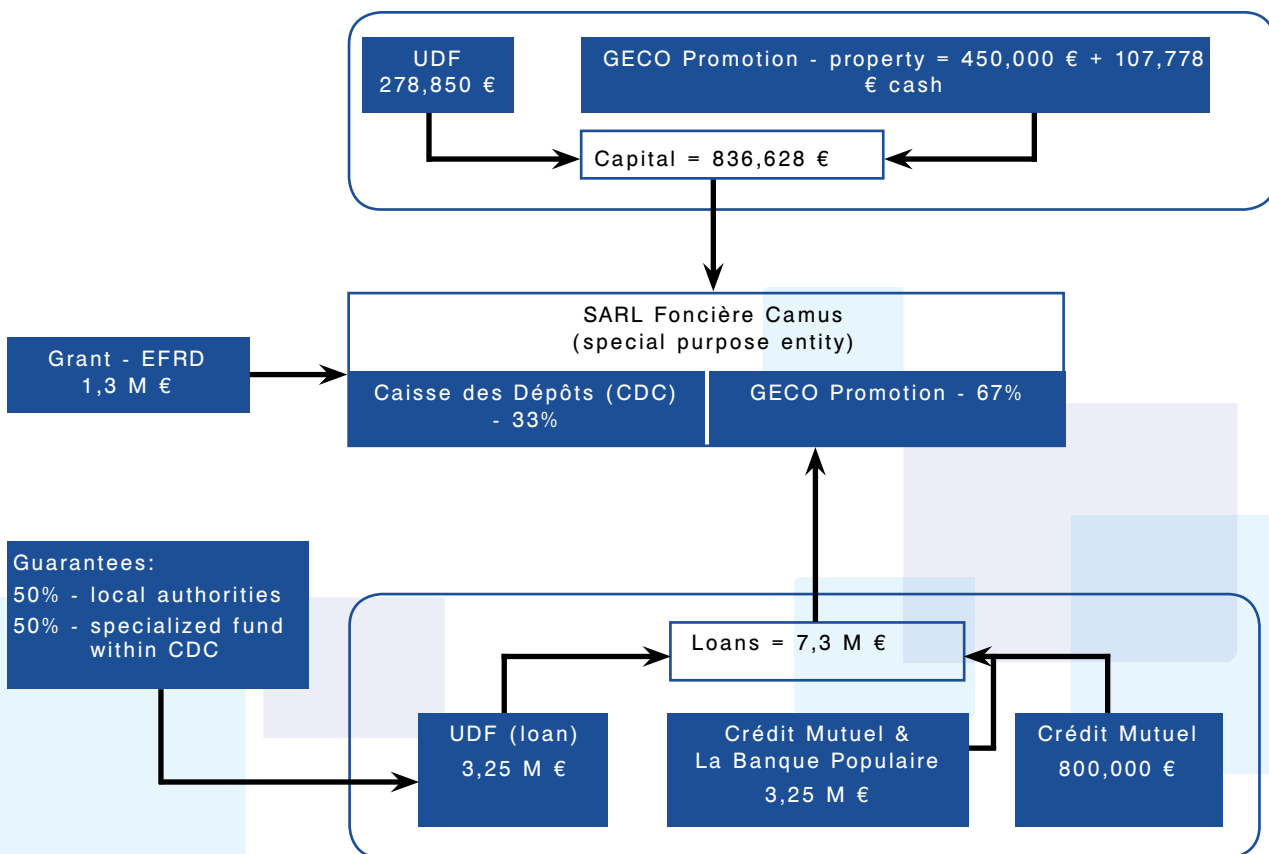 UDF
278,850 €
GECO Promotion - property = 450,000 € + 107,778
€ cash
Capital = 836,628 €
SARL Foncière Camus
(special purpose entity)
Grant - EFRD
1,3 M €
Caisse des Dépôts (CDC)
- 33%
GECO Promotion - 67%
Guarantees:
50% - local authorities
50% - specialized fund
within CDC
Loans = 7,3 M €
UDF (loan)
3,25 M €
Crédit Mutuel &
La Banque Populaire
3,25 M €
Crédit Mutuel
800,000 €